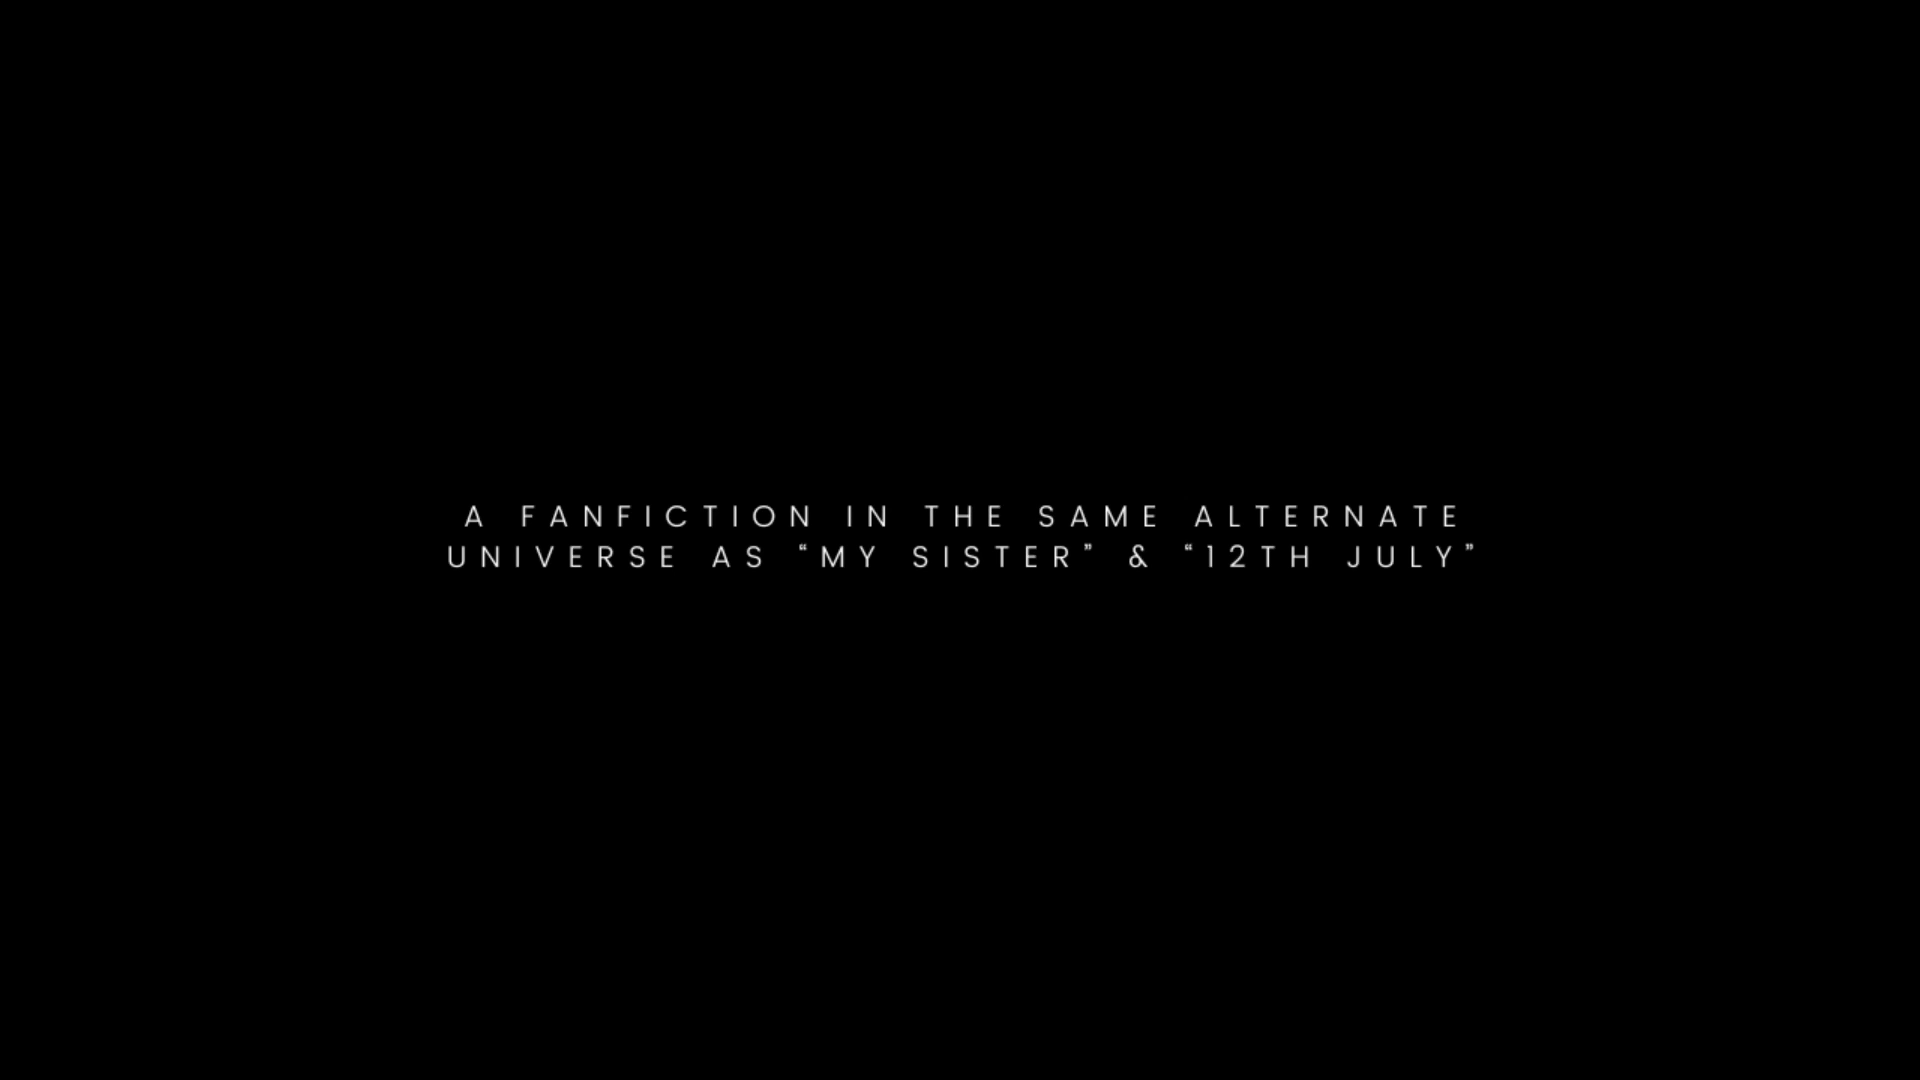 A FANFICTION IN THE SAME ALTERNATE
UNIVERSE AS “MY SISTER” & “12TH JULY”